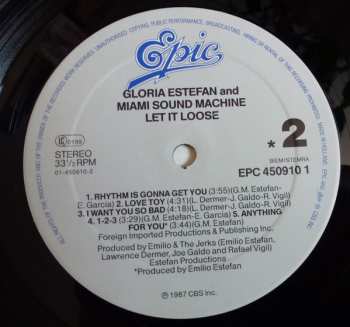 Epic
GLORIA ESTEFAN and
MIAMI SOUND MACHINE
LET IT LOOSE
STEREO
33⅓ RPM
01-450910-2
* 2
BIEM/STEMRA
EPC 450910 1
1. RHYTHM IS GONNA GET YOU (3:55)(G.M. Estefan-
E. Garcia) 2. LOVE TOY (4:31)(L. Dermer-J. Galdo-R. Vigil)
3. I WANT YOU SO BAD (4:18)(L. Dermer-J. Galdo-R. Vigil)
4. 1-2-3 (3:29)(G.M. Estefan-E. Garcia) 5. ANYTHING
FOR YOU* (3:44)(G.M. Estefan)
Foreign Imported Productions & Publishing Inc.
Produced by Emilio & The Jerks (Emilio Estefan,
Lawrence Dermer, Joe Galdo and Rafael Vigil)
Estefan Productions
*Produced by Emilio Estefan
℗ 1987 CBS Inc.